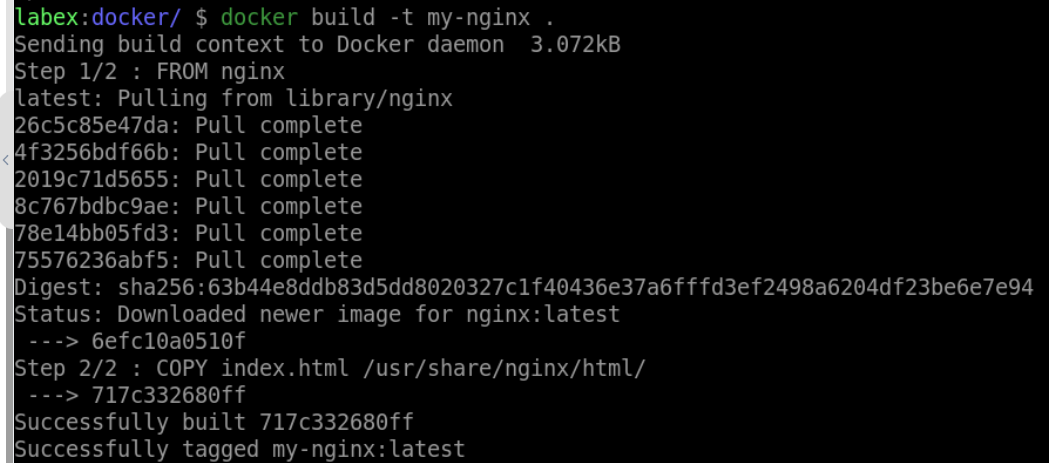 labex:docker/ $ docker build -t my-nginx .
Sending build context to Docker daemon  3.072kB
Step 1/2 : FROM nginx
latest: Pulling from library/nginx
26c5c85e47da: Pull complete
4f3256bdf66b: Pull complete
2019c71d5655: Pull complete
8c767bdbc9ae: Pull complete
78e14bb05fd3: Pull complete
75576236abf5: Pull complete
Digest: sha256:63b44e8ddb83d5dd8020327c1f40436e37a6fffd3ef2498a6204df23be6e7e94
Status: Downloaded newer image for nginx:latest
 ---> 6efc10a0510f
Step 2/2 : COPY index.html /usr/share/nginx/html/
 ---> 717c332680ff
Successfully built 717c332680ff
Successfully tagged my-nginx:latest